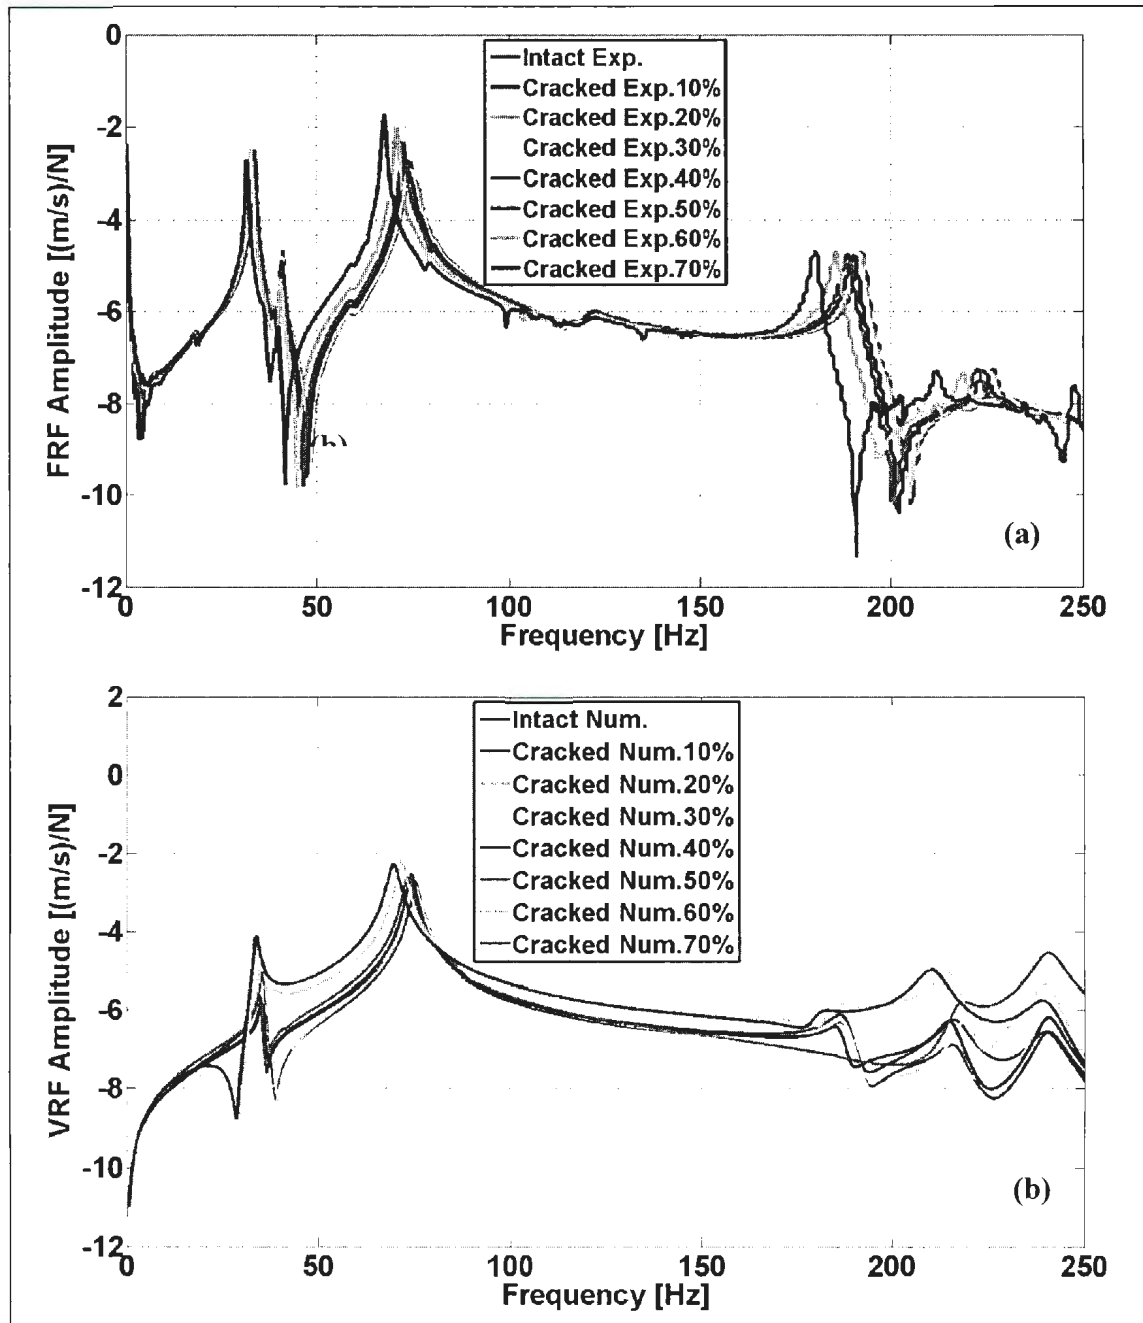 0
-2
-4
-6
-8
-10
-12
FRF Amplitude [(m/s)/N]
Intact Exp.
Cracked Exp.10%
Cracked Exp.20%
Cracked Exp.30%
Cracked Exp.40%
Cracked Exp.50%
Cracked Exp.60%
Cracked Exp.70%
(b)
(a)
0 50 100 150 200 250
Frequency [Hz]
2
0
-2
-4
-6
-8
-10
-12
VRF Amplitude [(m/s)/N]
Intact Num.
Cracked Num.10%
Cracked Num.20%
Cracked Num.30%
Cracked Num.40%
Cracked Num.50%
Cracked Num.60%
Cracked Num.70%
(b)
0 50 100 150 200 250
Frequency [Hz]